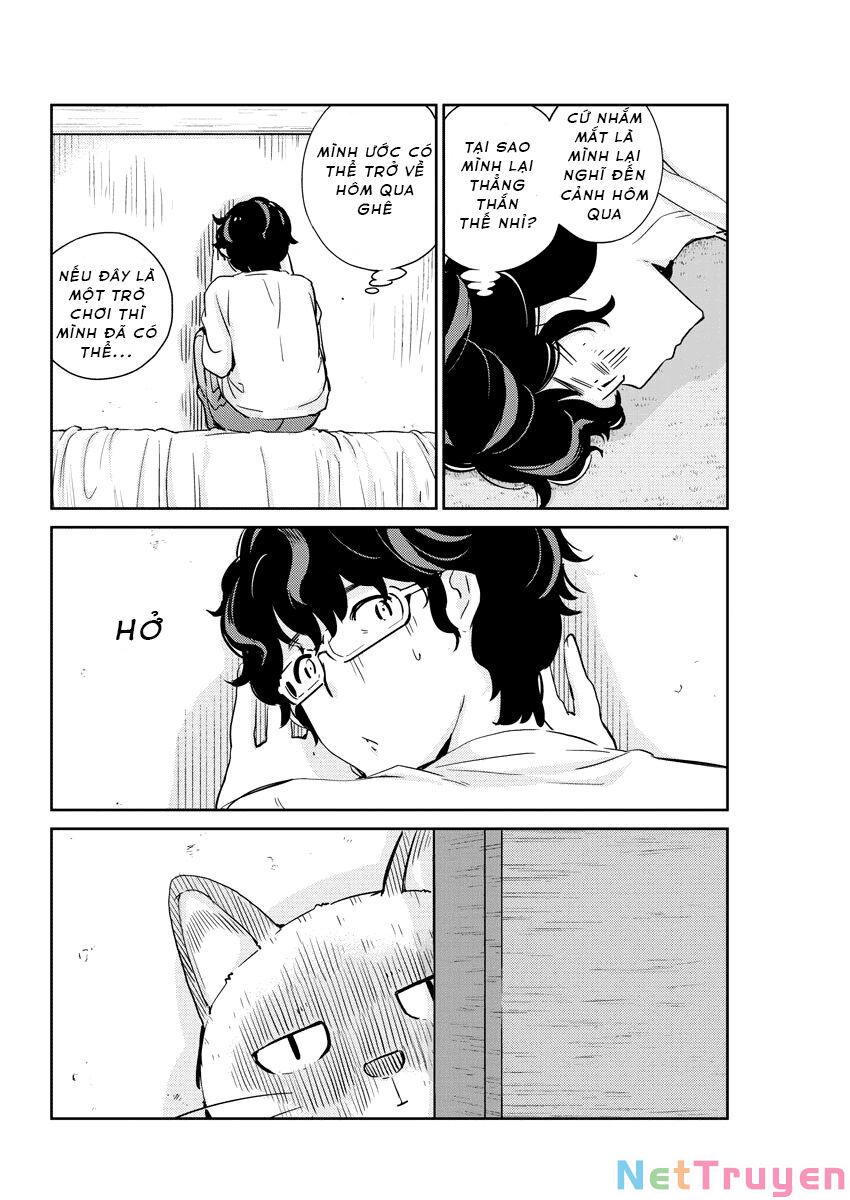 CỨ NHẮM
MẮT LÀ
MÌNH LẠI
NGHĨ ĐẾN
CẢNH HÔM
QUA
TẠI SAO
MÌNH LẠI
THẲNG
THẮN
THẾ NHỈ?
MÌNH ƯỚC CÓ
THỂ TRỞ VỀ
HÔM QUA
GHÊ
NẾU ĐÂY LÀ
MỘT TRÒ
CHƠI THÌ
MÌNH ĐÃ CÓ
THỂ...
HỞ
NetTruyen